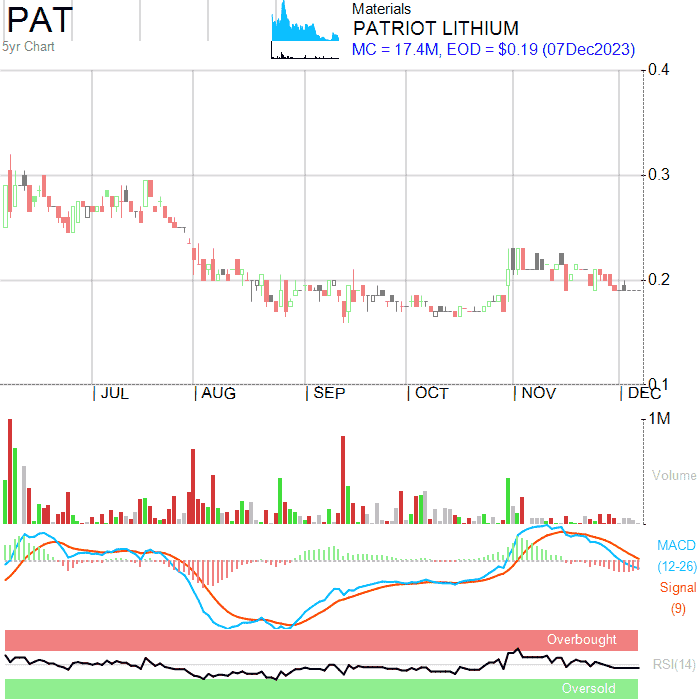 PAT
5yr Chart
Materials
PATRIOT LITHIUM
MC = 17.4M, EOD = $0.19 (07Dec2023)
0.4
0.3
0.2
0.1
JUL AUG SEP OCT NOV DEC
1M
Volume
MACD
(12-26)
Signal
(9)
Overbought
RSI(14)
Oversold